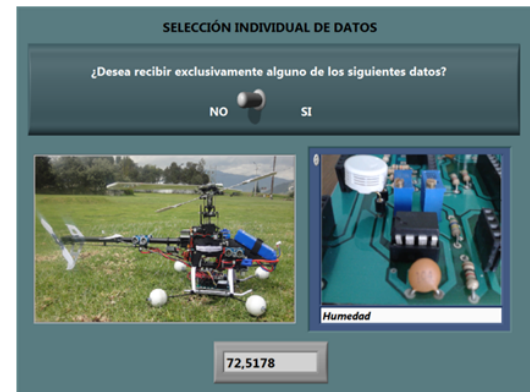 SELECCIÓN INDIVIDUAL DE DATOS
¿Desea recibir exclusivamente alguno de los siguientes datos?
NO SI
Humedad
72,5178